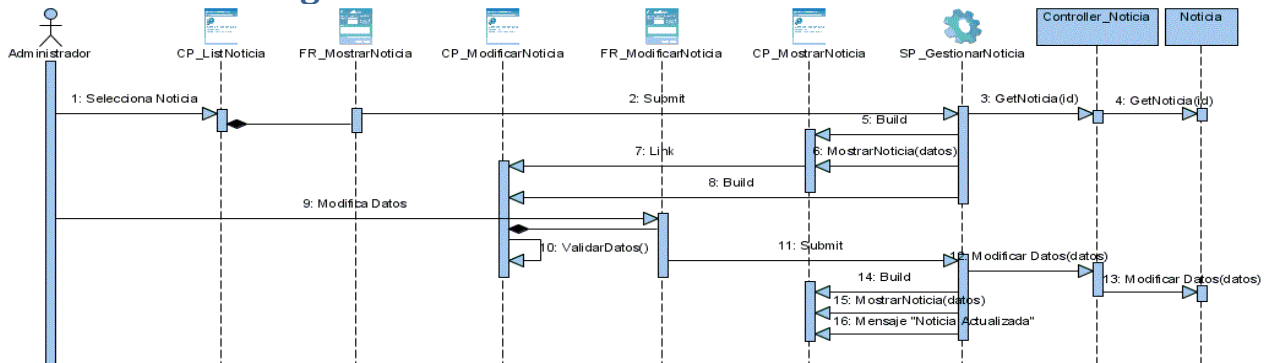 Controller_Noticia
Noticia
Administrador
CP_ListNoticia
FR_MostrarNoticia
CP_ModificarNoticia
FR_ModificarNoticia
CP_MostrarNoticia
SP_GestionarNoticia
1: Selecciona Noticia
2: Submit
3: GetNoticia(id)
4: GetNoticia(id)
5: Build
6: MostrarNoticia(datos)
7: Link
8: Build
9: Modifica Datos
10: ValidarDatos()
11: Submit
12: Modificar Datos(datos)
13: Modificar Datos(datos)
14: Build
15: MostrarNoticia(datos)
16: Mensaje "Noticia Actualizada"